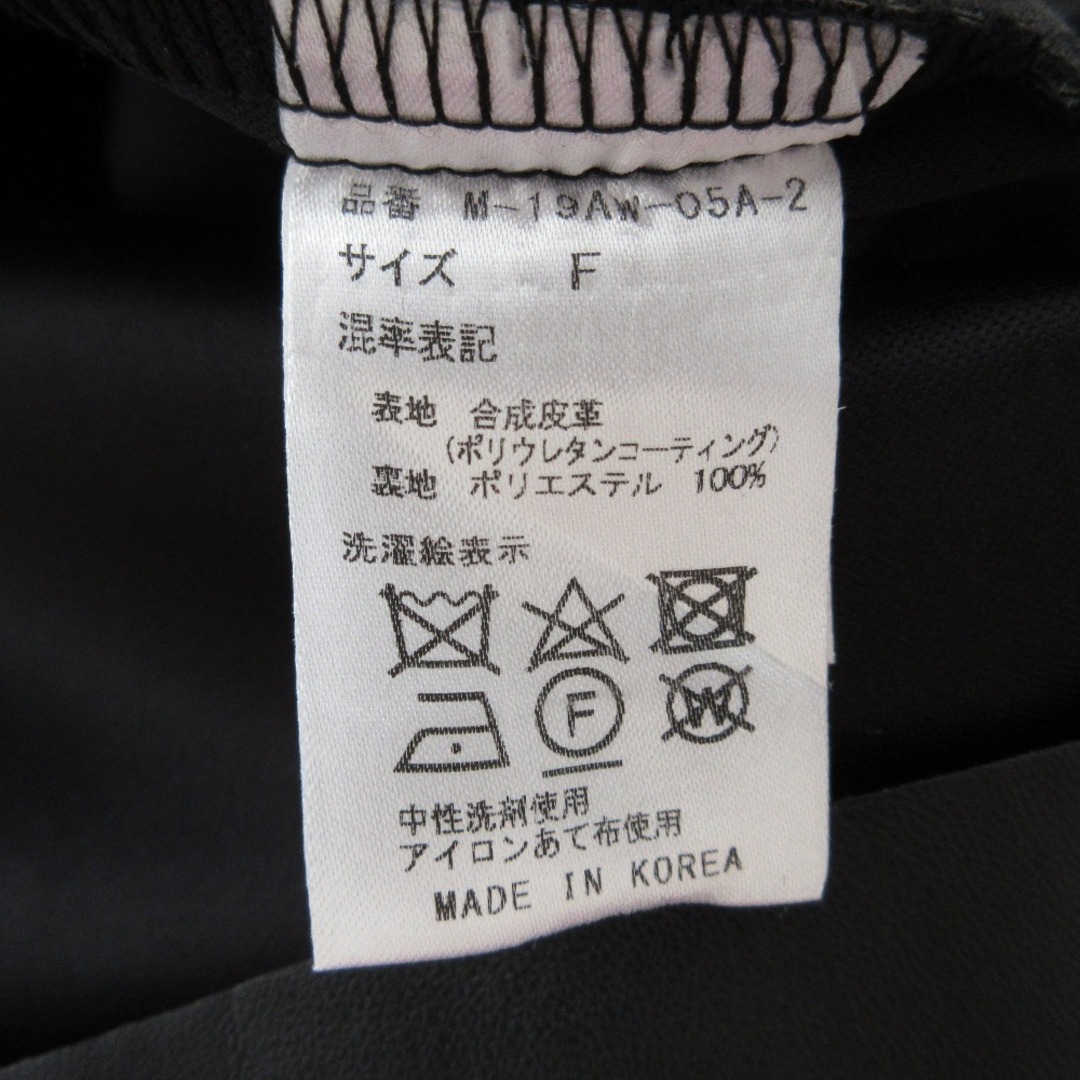 品番 M-19AW-05A-2
サイズ F
混率表記
表地 合成皮革
(ポリウレタンコーティング)
裏地 ポリエステル 100%
洗濯絵表示
F W
中性洗剤使用
アイロンあて布使用
MADE IN KOREA